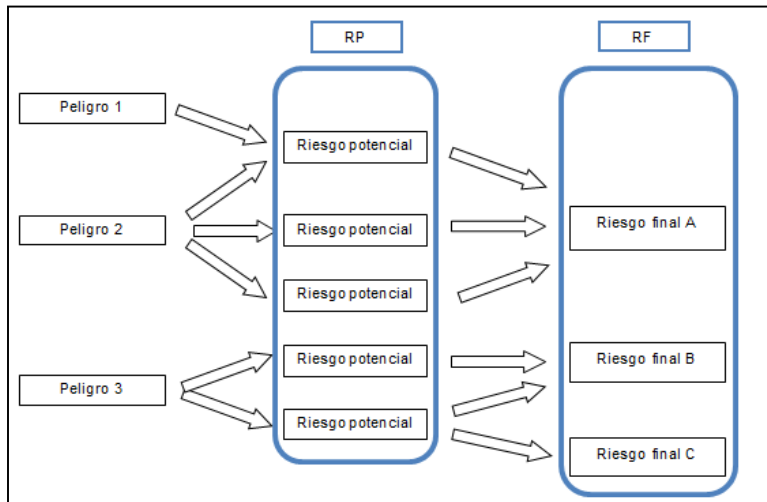 RP
RF
Peligro 1
Peligro 2
Peligro 3
Riesgo potencial
Riesgo potencial
Riesgo potencial
Riesgo potencial
Riesgo potencial
Riesgo final A
Riesgo final B
Riesgo final C